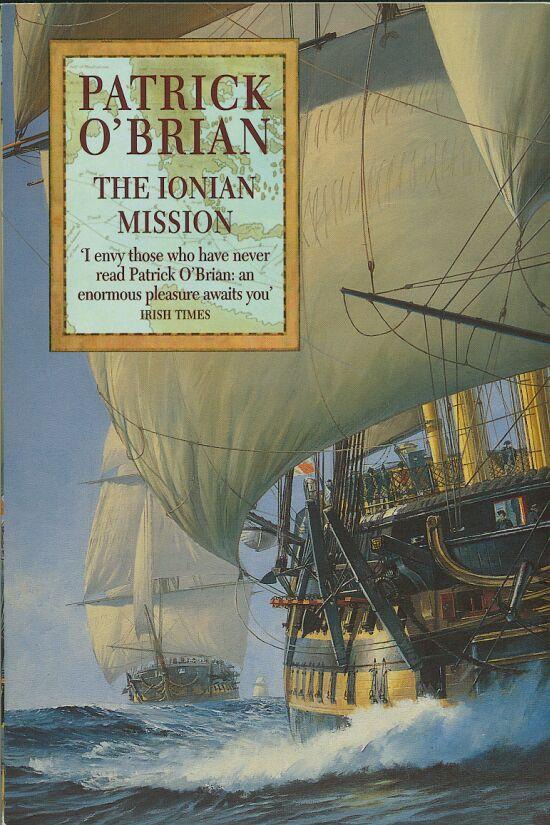 PATRICK
O'BRIAN
THE IONIAN
MISSION
'I envy those who have never
read Patrick O'Brian: an
enormous pleasure awaits you'
IRISH TIMES